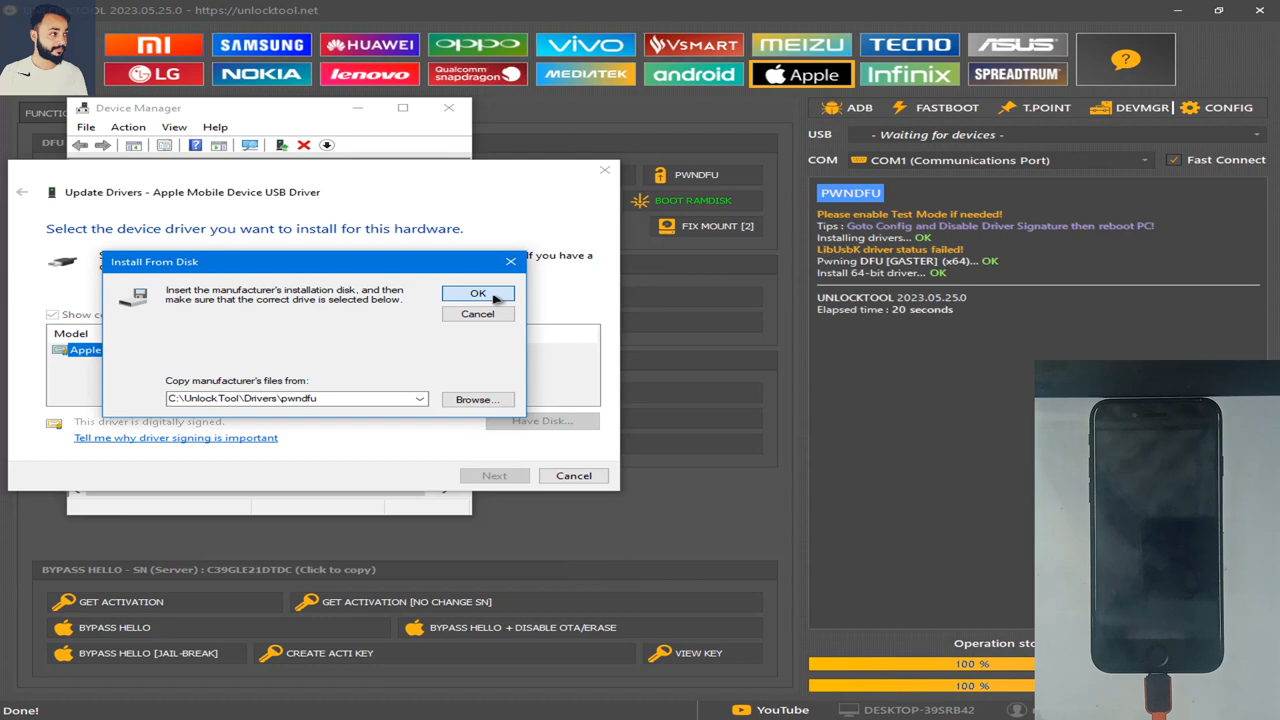 UNLOCKTOOL 2023.05.25.0 - https://unlocktool.net
mi SAMSUNG HUAWEI oppo vivo VSMART MEIZU TECNO ASUS ?
LG NOKIA lenovo Qualcomm snapdragon MEDIATEK android Apple Infinix SPREADTRUM
FUNCTI
DFU
Device Manager
File Action View Help
Update Drivers - Apple Mobile Device USB Driver
Select the device driver you want to install for this hardware.
If you have a
Show co
Model
Apple
This driver is digitally signed.
Tell me why driver signing is important
Have Disk...
Next Cancel
Install From Disk
Insert the manufacturer's installation disk, and then
make sure that the correct drive is selected below.
OK
Cancel
Copy manufacturer's files from:
C:\UnlockTool\Drivers\pwndfu
Browse...
PWNDFU
BOOT RAMDISK
FIX MOUNT [2]
ADB FASTBOOT T.POINT DEVMGR CONFIG
USB - Waiting for devices -
COM COM1 (Communications Port) Fast Connect
PWNDFU
Please enable Test Mode if needed!
Tips : Goto Config and Disable Driver Signature then reboot PC!
Installing drivers... OK
LibUsbK driver status failed!
Pwning DFU [GASTER] (x64)... OK
Install 64-bit driver... OK
UNLOCKTOOL 2023.05.25.0
Elapsed time : 20 seconds
BYPASS HELLO - SN (Server) : C39GLE21DTDC (Click to copy)
GET ACTIVATION GET ACTIVATION [NO CHANGE SN]
BYPASS HELLO BYPASS HELLO + DISABLE OTA/ERASE
BYPASS HELLO [JAIL-BREAK] CREATE ACTI KEY VIEW KEY
Operation sto
100 %
100 %
Done!
YouTube DESKTOP-39SRB42